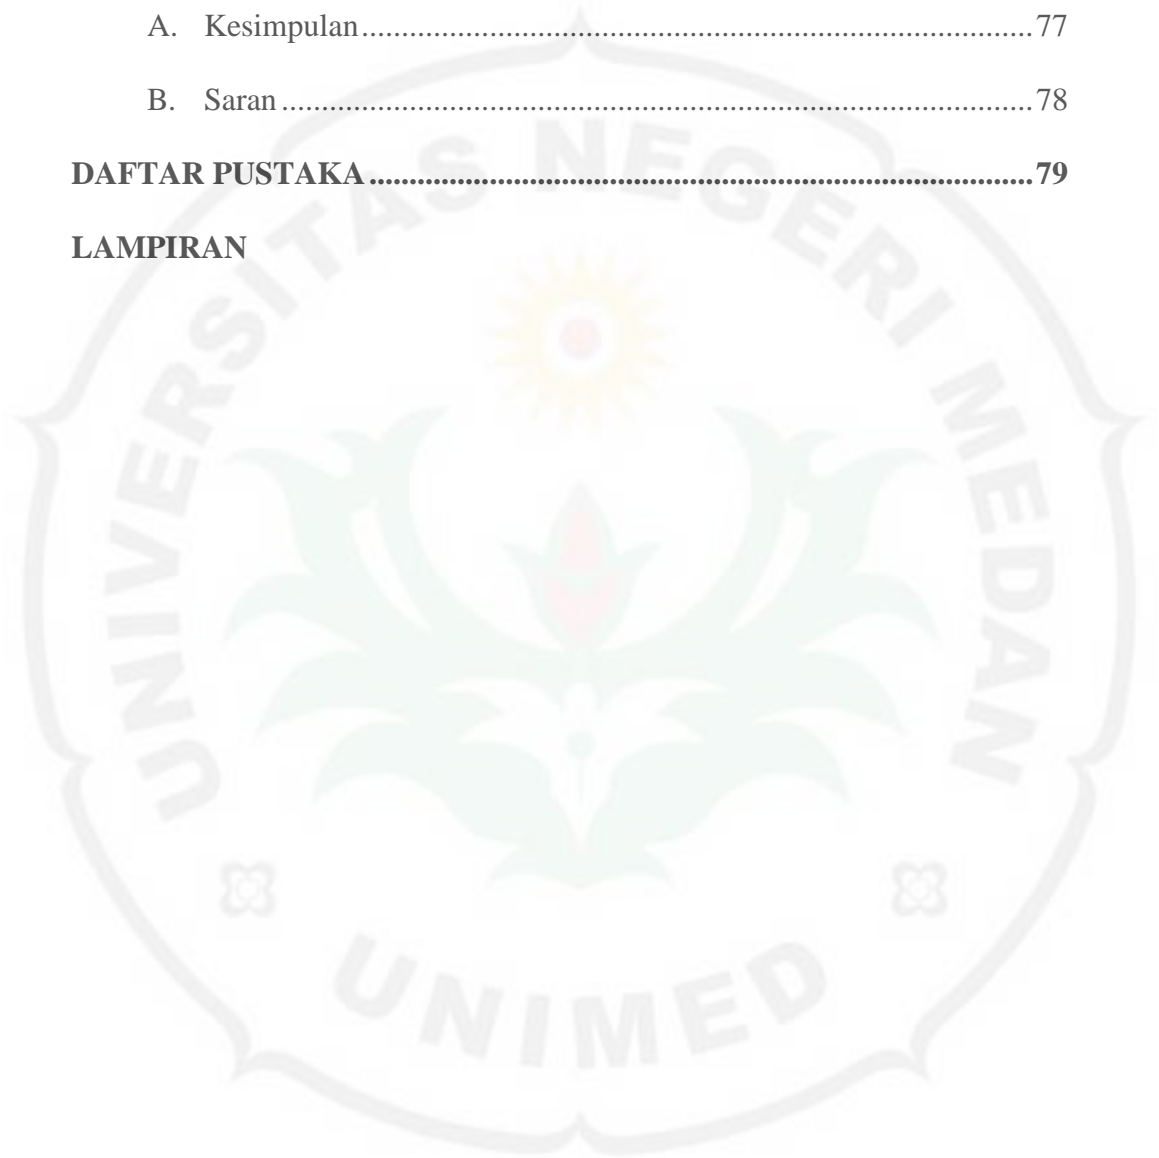 A. Kesimpulan....................................................................................77
B. Saran..............................................................................................78
DAFTAR PUSTAKA...................................................................................79
LAMPIRAN
UNIVERSITAS NEGERI MEDAN
UNIMED